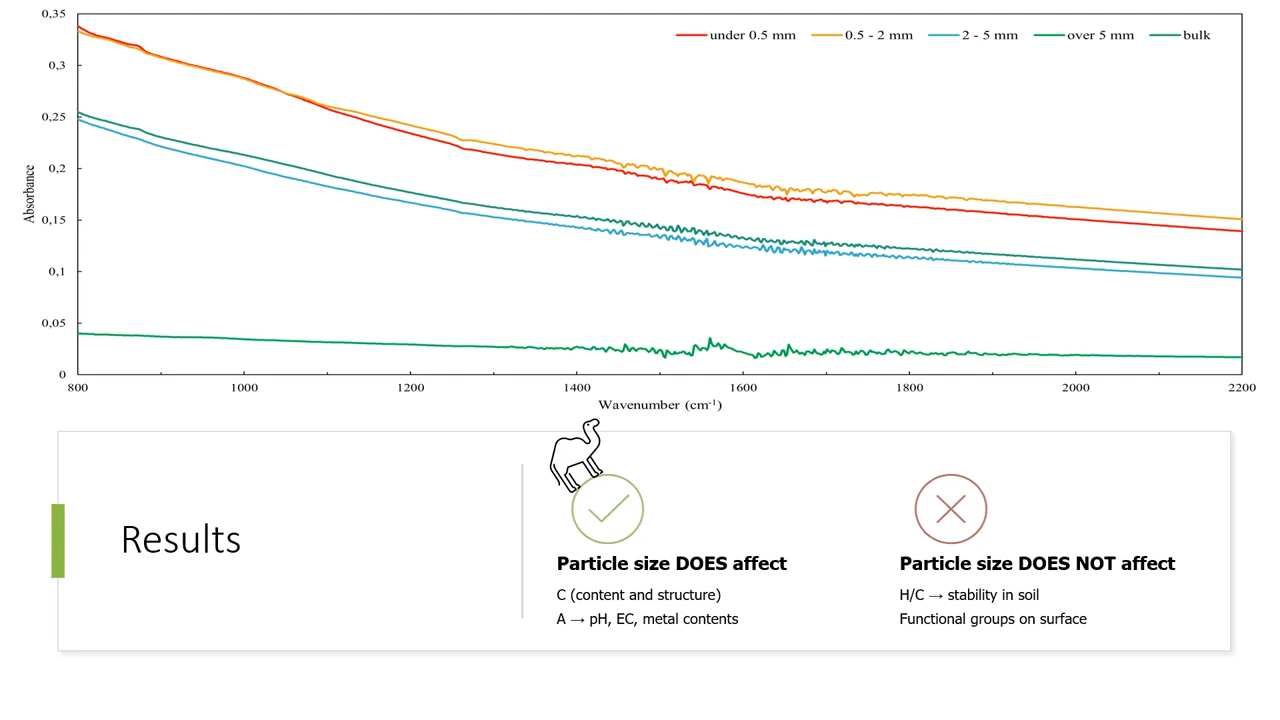 0,35
0,3
0,25
0,2
0,15
0,1
0,05
0
Absorbance
under 0.5 mm 0.5 - 2 mm 2 - 5 mm over 5 mm bulk
800 1000 1200 1400 1600 1800 2000 2200
Wavenumber (cm⁻¹)
Results
Particle size DOES affect
C (content and structure)
A → pH, EC, metal contents
Particle size DOES NOT affect
H/C → stability in soil
Functional groups on surface